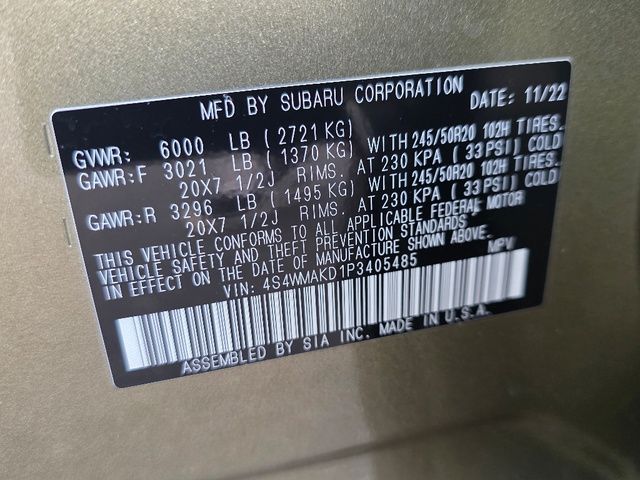 MFD BY SUBARU CORPORATION DATE: 11/22
GVWR: 6000 LB (2721 KG)
GAWR:F 3021 LB (1370 KG) WITH 245/50R20 102H TIRES.
20X7 1/2J RIMS. AT 230 KPA (33 PSI) COLD
GAWR:R 3296 LB (1495 KG) WITH 245/50R20 102H TIRES.
20X7 1/2J RIMS. AT 230 KPA (33 PSI) COLD
THIS VEHICLE CONFORMS TO ALL APPLICABLE FEDERAL MOTOR
VEHICLE SAFETY AND THEFT PREVENTION STANDARDS
IN EFFECT ON THE DATE OF MANUFACTURE SHOWN ABOVE.
VIN: 4S4WMAKD1P3405485 MPV
ASSEMBLED BY SIA INC. MADE IN U.S.A.